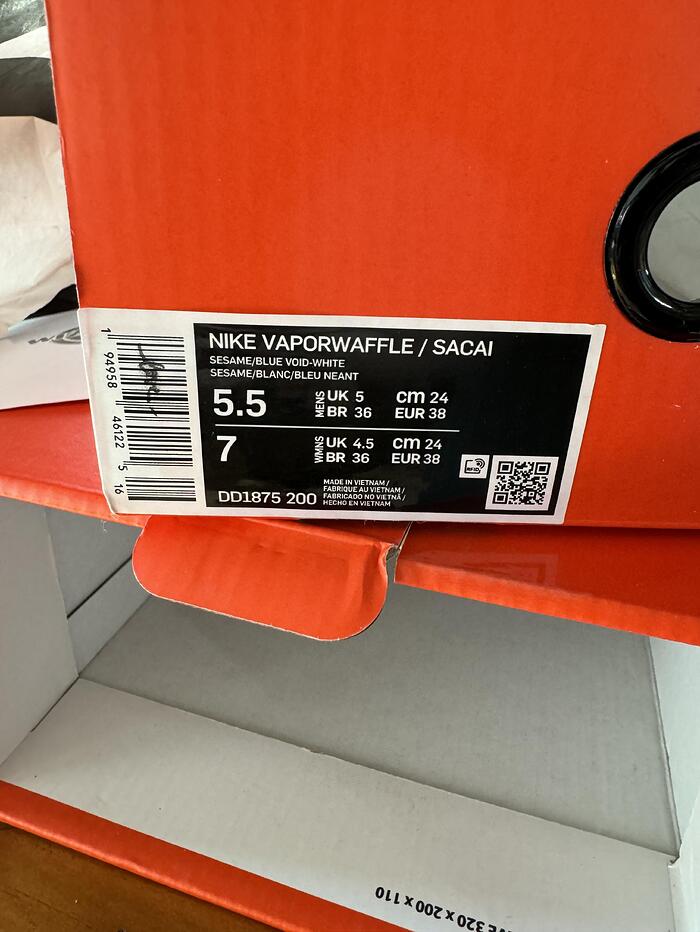 NIKE VAPORWAFFLE / SACAI
SESAME/BLUE VOID-WHITE
SESAME/BLANC/BLEU NEANT
5.5 MENS UK 5 cm 24
BR 36 EUR 38
7 WMNS UK 4.5 cm 24
BR 36 EUR 38
RFID
DD1875 200
MADE IN VIETNAM /
FABRIQUE AU VIETNAM /
FABRICADO NO VIETNÃ /
HECHO EN VIETNAM
1 94958 46122 5 16
320 x 200 x 110